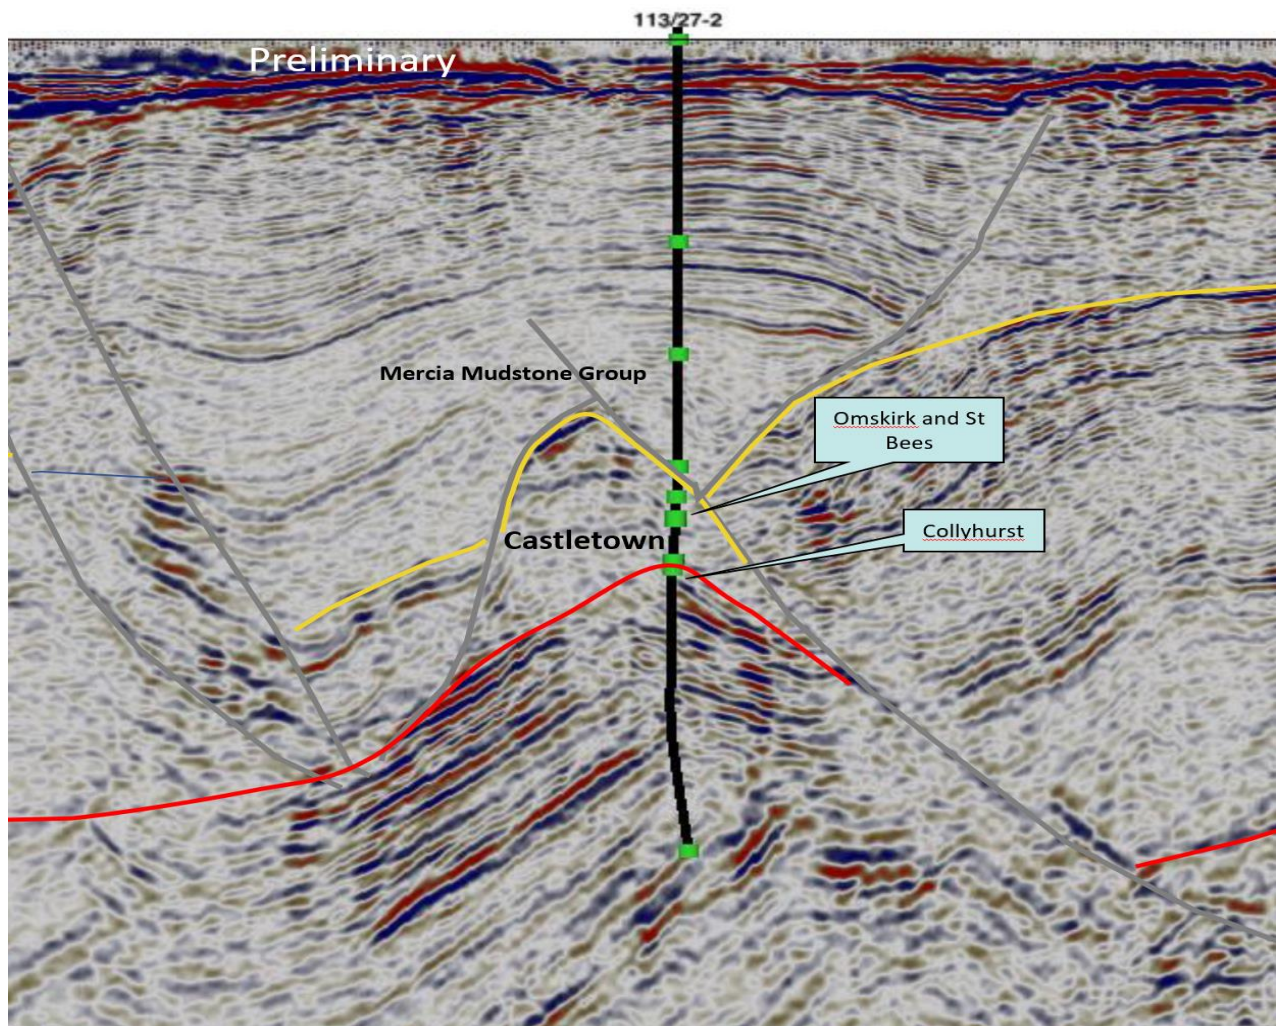 113/27-2
Preliminary
Mercia Mudstone Group
Omskirk and St
Bees
Collyhurst
Castletown